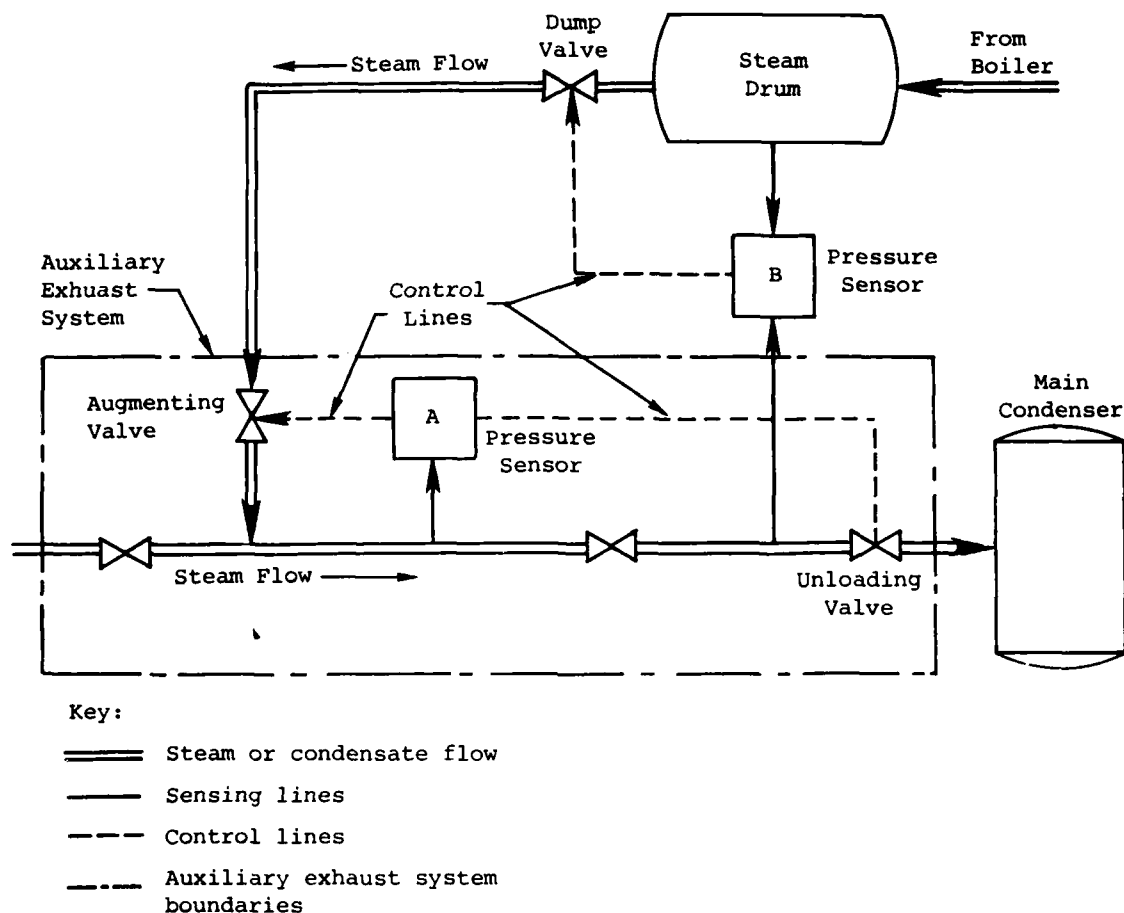 Dump
Valve
Steam Flow
Steam
Drum
From
Boiler
Auxiliary
Exhuast
System
Control
Lines
B
Pressure
Sensor
Augmenting
Valve
A
Pressure
Sensor
Main
Condenser
Steam Flow
Unloading
Valve
Key:
Steam or condensate flow
Sensing lines
Control lines
Auxiliary exhaust system
boundaries